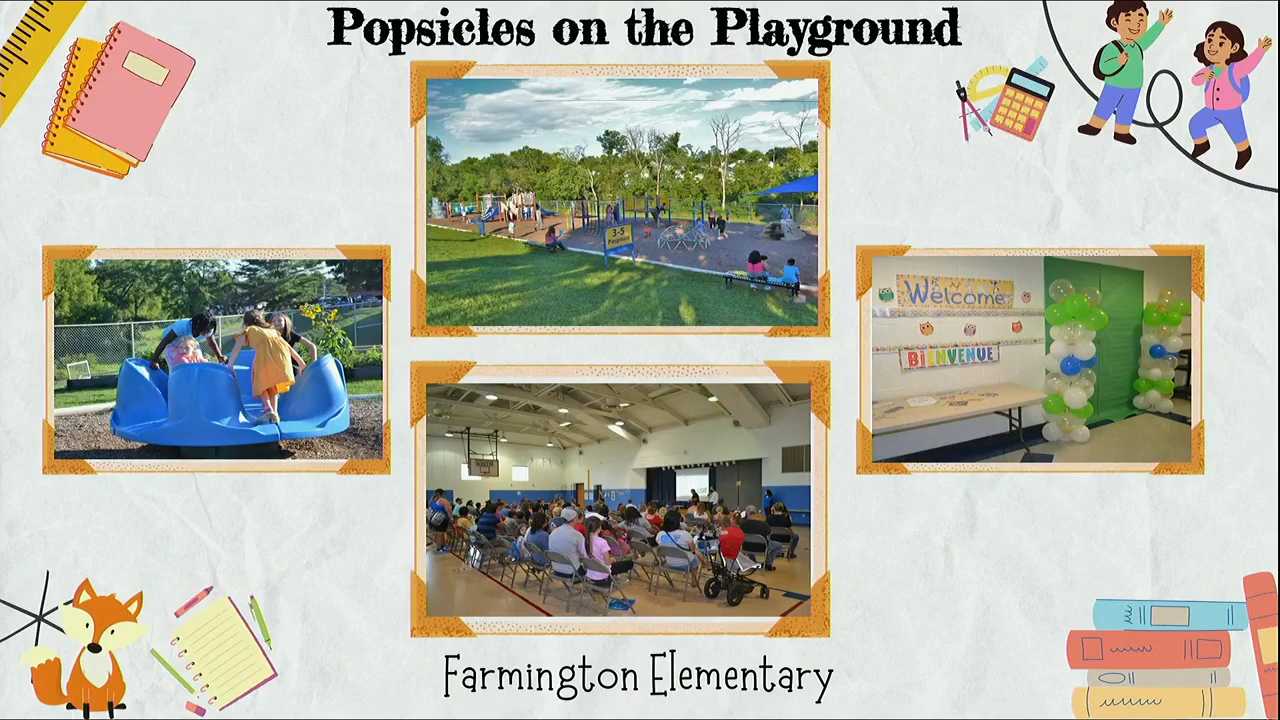 Popsicles on the Playground
3-5
Playground
Welcome
BIENVENUE
Farmington Elementary